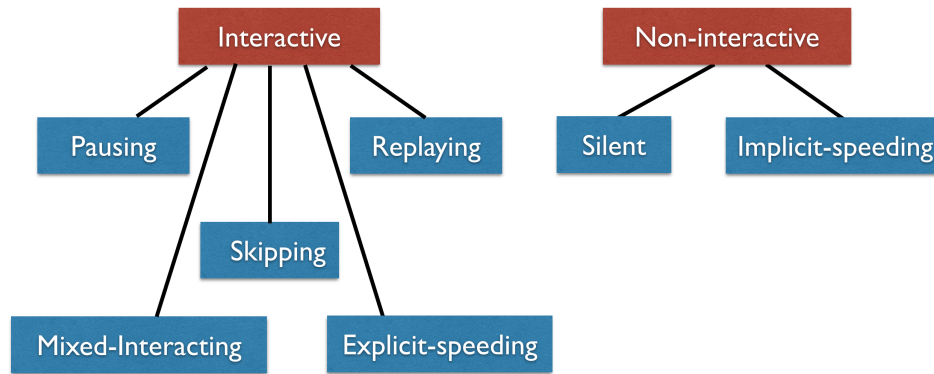 Interactive
Non-interactive
Pausing
Replaying
Silent
Implicit-speeding
Skipping
Mixed-Interacting
Explicit-speeding